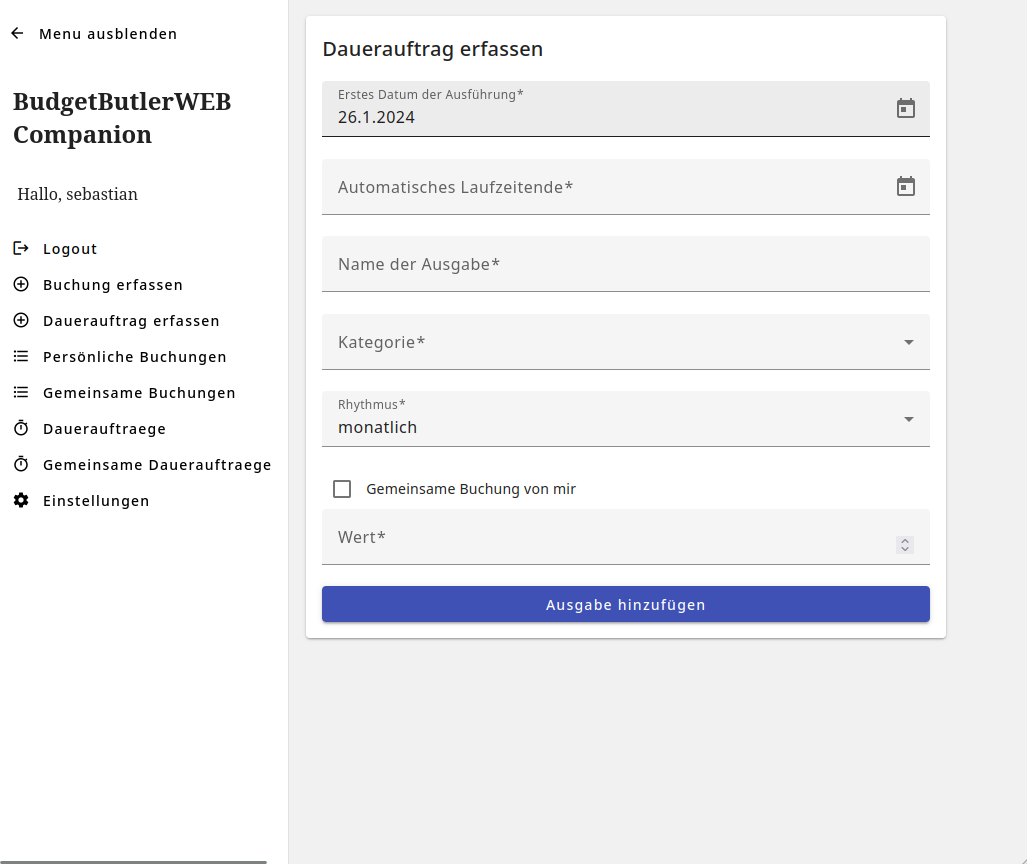 Menu ausblenden
BudgetButlerWEB
Companion
Hallo, sebastian
Logout
Buchung erfassen
Dauerauftrag erfassen
Persönliche Buchungen
Gemeinsame Buchungen
Dauerauftraege
Gemeinsame Dauerauftraege
Einstellungen
Dauerauftrag erfassen
Erstes Datum der Ausführung*
26.1.2024
Automatisches Laufzeitende*
Name der Ausgabe*
Kategorie*
Rhythmus*
monatlich
Gemeinsame Buchung von mir
Wert*
Ausgabe hinzufügen